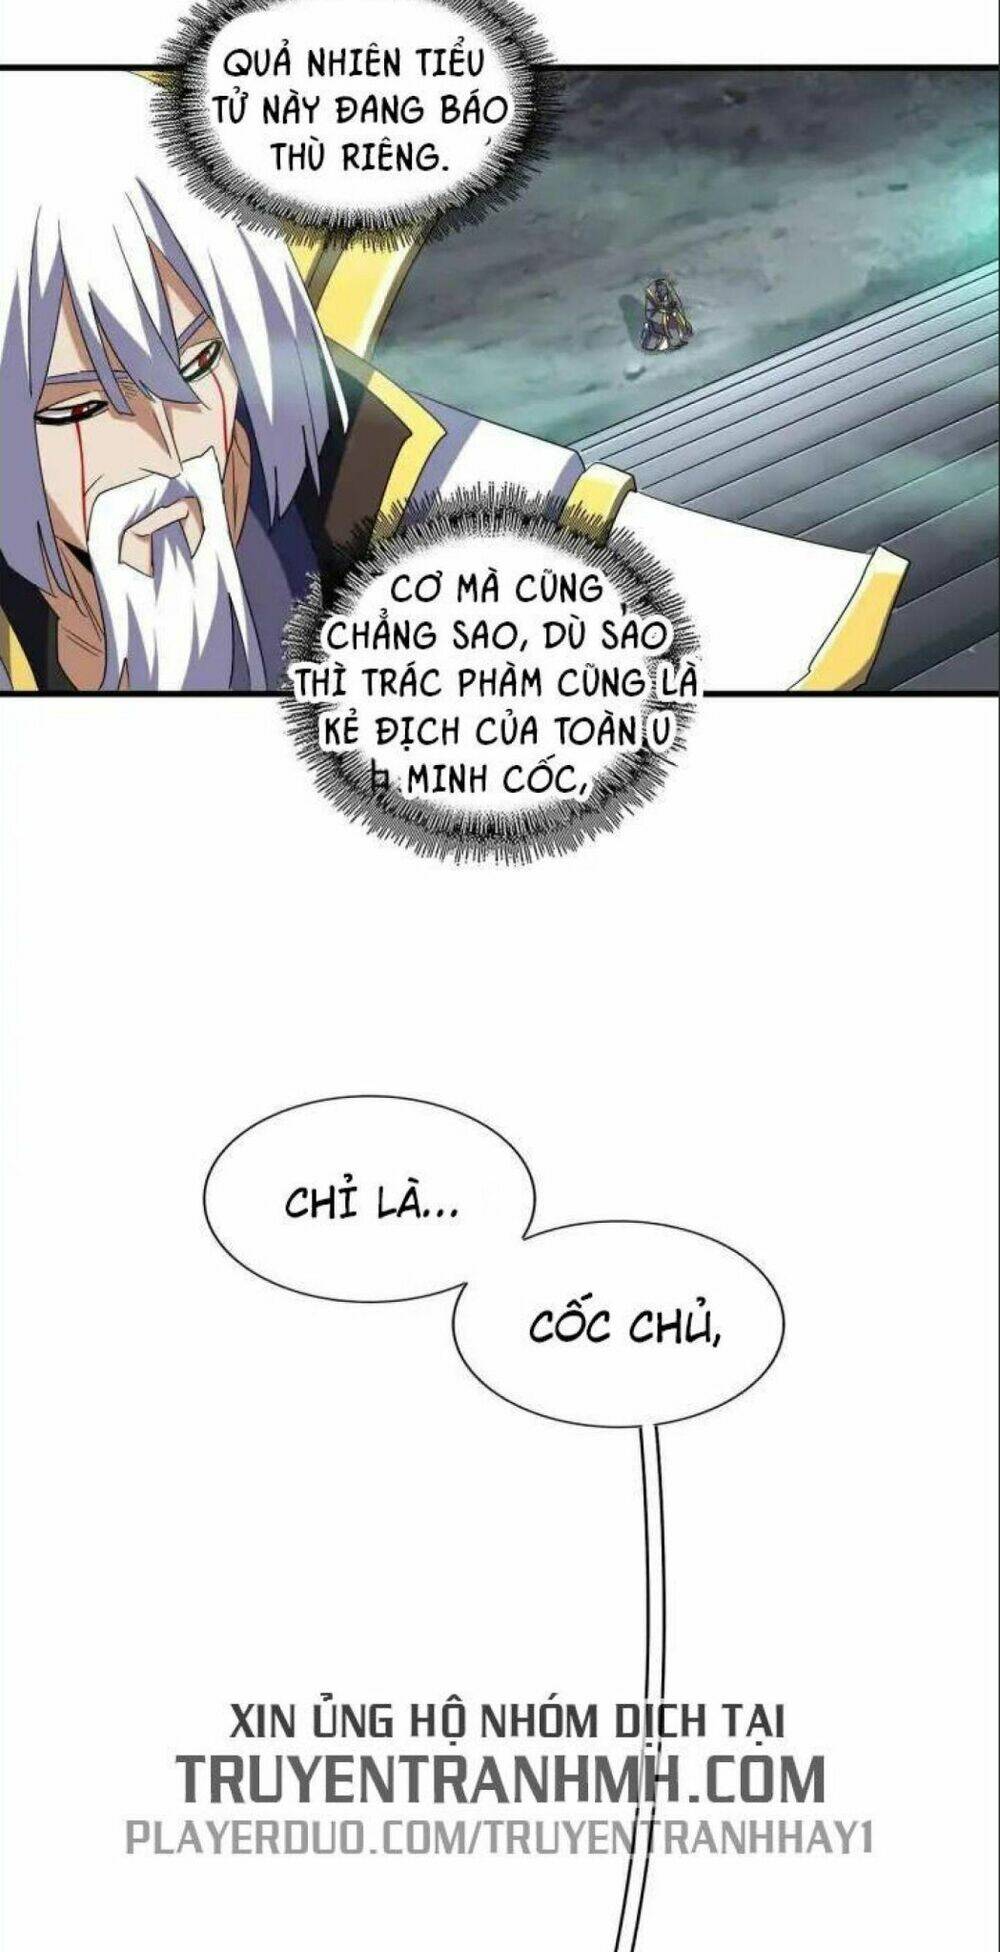 QUẢ NHIÊN TIỂU
TỬ NÀY ĐANG BÁO
THÙ RIÊNG.
CƠ MÀ CŨNG
CHẲNG SAO, DÙ SAO
THÌ TRÁC PHÀM CŨNG LÀ
KẺ ĐỊCH CỦA TOÀN U
MINH CỐC,
CHỈ LÀ...
CỐC CHỦ,
XIN ỦNG HỘ NHÓM DỊCH TẠI
TRUYENTRANHMH.COM
PLAYERDUO.COM/TRUYENTRANHHAY1